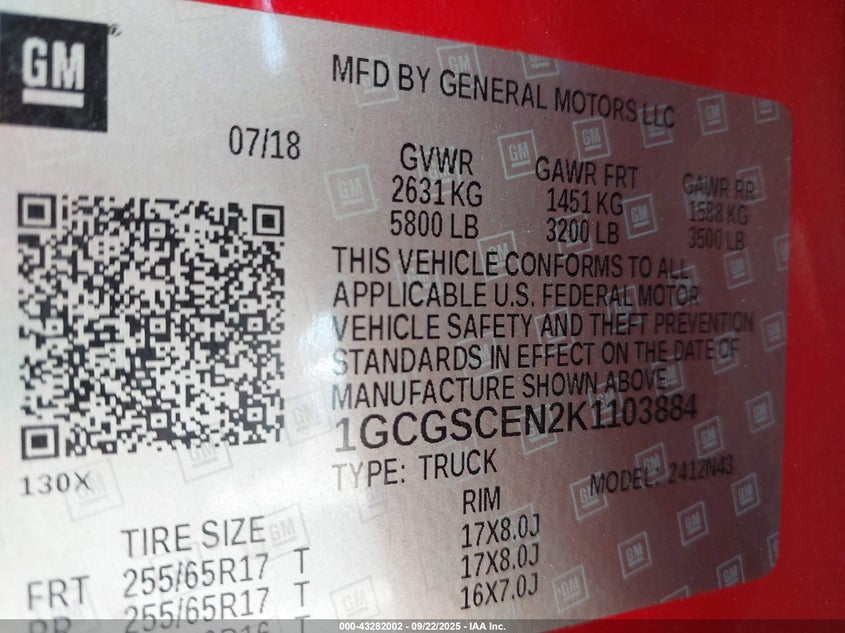 GM
MFD BY GENERAL MOTORS LLC
07/18
GVWR GAWR FRT GAWR RR
2631 KG 1451 KG 1588 KG
5800 LB 3200 LB 3500 LB
THIS VEHICLE CONFORMS TO ALL
APPLICABLE U.S. FEDERAL MOTOR
VEHICLE SAFETY AND THEFT PREVENTION
STANDARDS IN EFFECT ON THE DATE OF
MANUFACTURE SHOWN ABOVE.
1GCGSCEN2K1103884
130X
TYPE: TRUCK MODEL: 2412N43
TIRE SIZE RIM
FRT 255/65R17 T 17X8.0J
RR 255/65R17 T 17X8.0J
16X7.0J
000-43282002 - 09/22/2025 - IAA Inc.